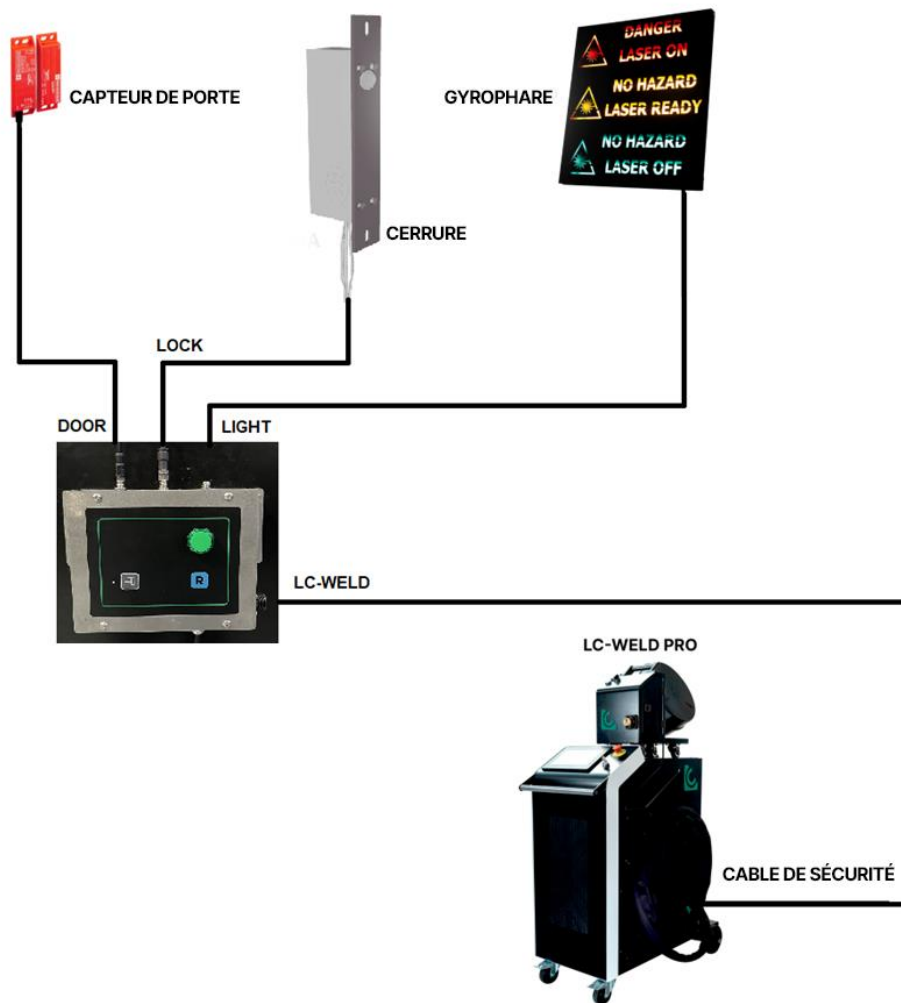 DANGER
LASER ON
NO HAZARD
LASER READY
NO HAZARD
LASER OFF
CAPTEUR DE PORTE
GYROPHARE
CERRURE
LOCK
DOOR
LIGHT
R
LC-WELD
LC-WELD PRO
CABLE DE SÉCURITÉ